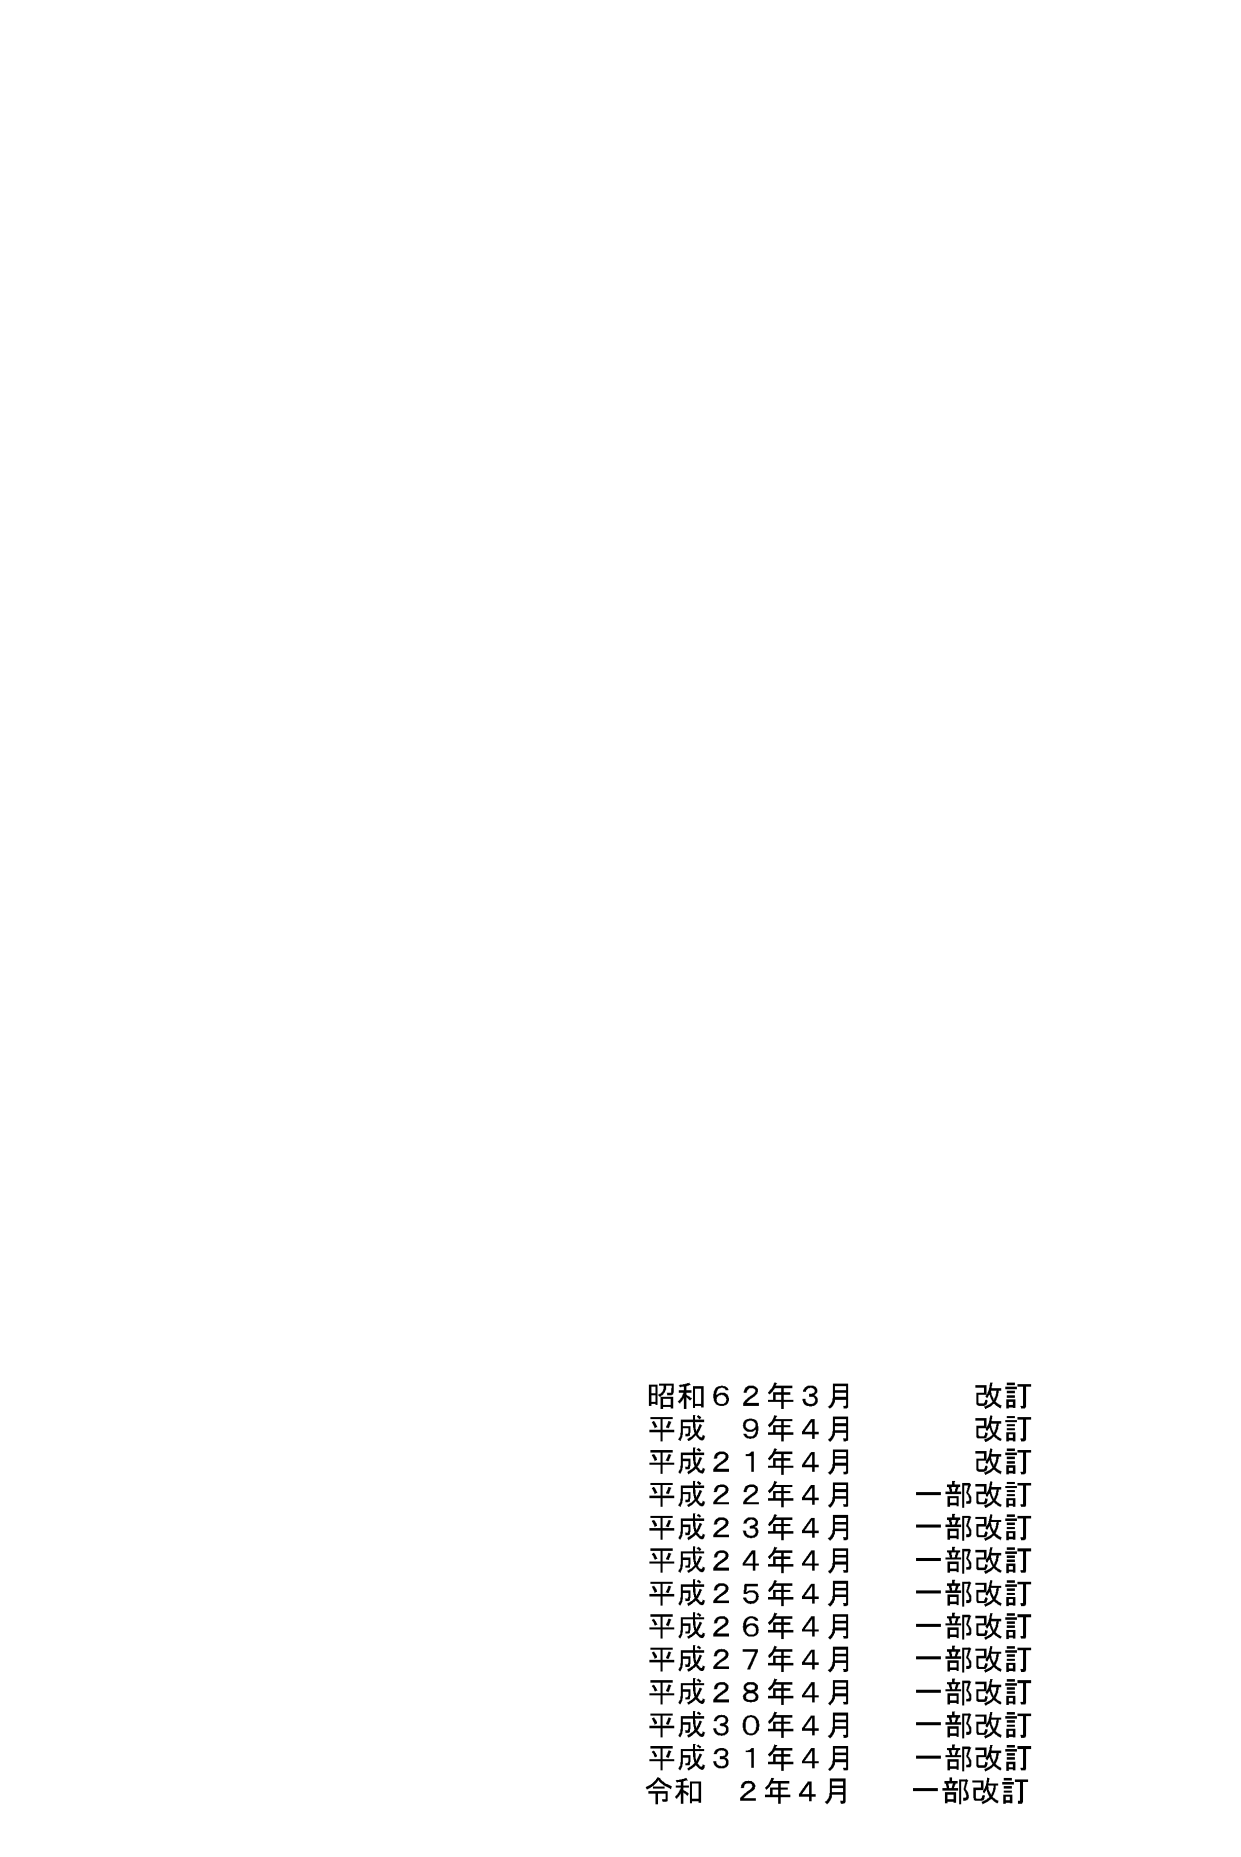 昭和６２年３月　　　　改訂
平成　９年４月　　　　改訂
平成２１年４月　　　　改訂
平成２２年４月　　一部改訂
平成２３年４月　　一部改訂
平成２４年４月　　一部改訂
平成２５年４月　　一部改訂
平成２６年４月　　一部改訂
平成２７年４月　　一部改訂
平成２８年４月　　一部改訂
平成３０年４月　　一部改訂
平成３１年４月　　一部改訂
令和　２年４月　　一部改訂